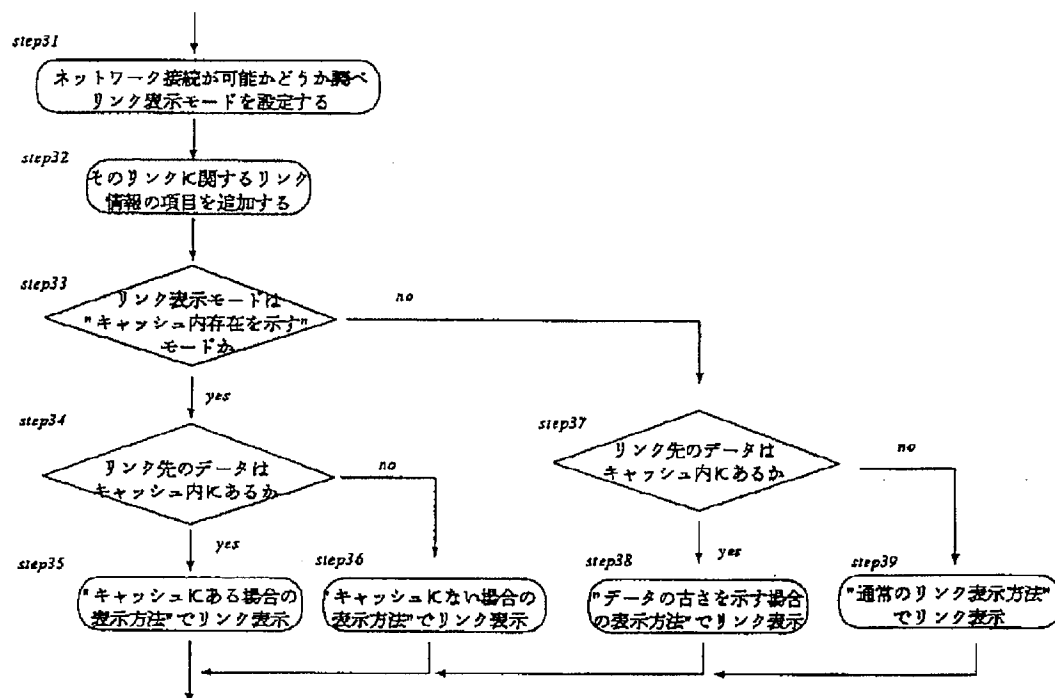 step31
ネットワーク接続が可能かどうか調べ
リンク表示モードを設定する
step32
そのリンクに関するリンク
情報の項目を追加する
step33
リンク表示モードは
"キャッシュ内存在を示す"
モードか
no
yes
step34
リンク先のデータは
キャッシュ内にあるか
no
yes
step37
リンク先のデータは
キャッシュ内にあるか
no
yes
step35
"キャッシュにある場合の
表示方法"でリンク表示
step36
"キャッシュにない場合の
表示方法"でリンク表示
step38
"データの古さを示す場合
の表示方法"でリンク表示
step39
"通常のリンク表示方法"
でリンク表示